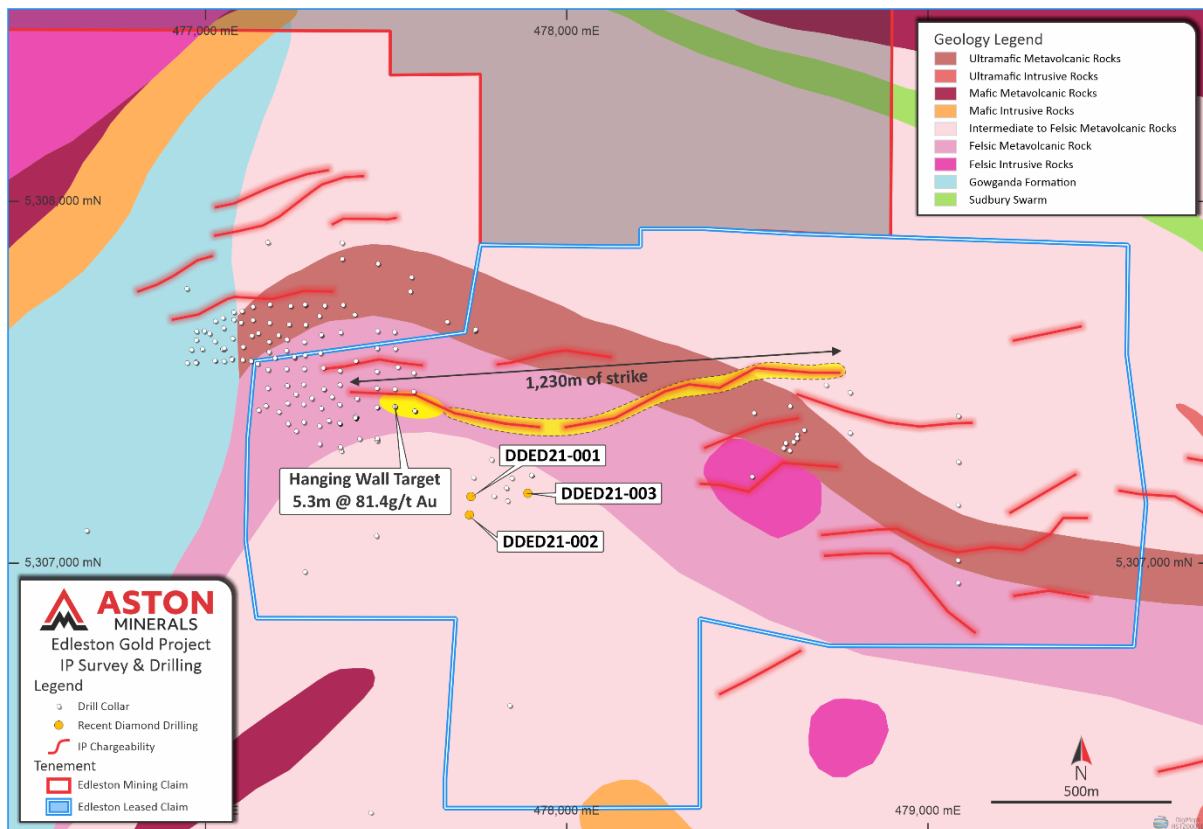 477,000 mE
478,000 mE
Geology Legend
Ultramafic Metavolcanic Rocks
Ultramafic Intrusive Rocks
Mafic Metavolcanic Rocks
Mafic Intrusive Rocks
Intermediate to Felsic Metavolcanic Rocks
Felsic Metavolcanic Rock
Felsic Intrusive Rocks
Gowganda Formation
Sudbury Swarm
5,308,000 mN
1,230m of strike
Hanging Wall Target
5.3m @ 81.4g/t Au
DDED21-001
DDED21-003
DDED21-002
5,307,000 mN
5,307,000 mN
ASTON
MINERALS
Edleston Gold Project
IP Survey & Drilling
Legend
Drill Collar
Recent Diamond Drilling
IP Chargeability
Tenement
Edleston Mining Claim
Edleston Leased Claim
478,000 mE
479,000 mE
N
500m